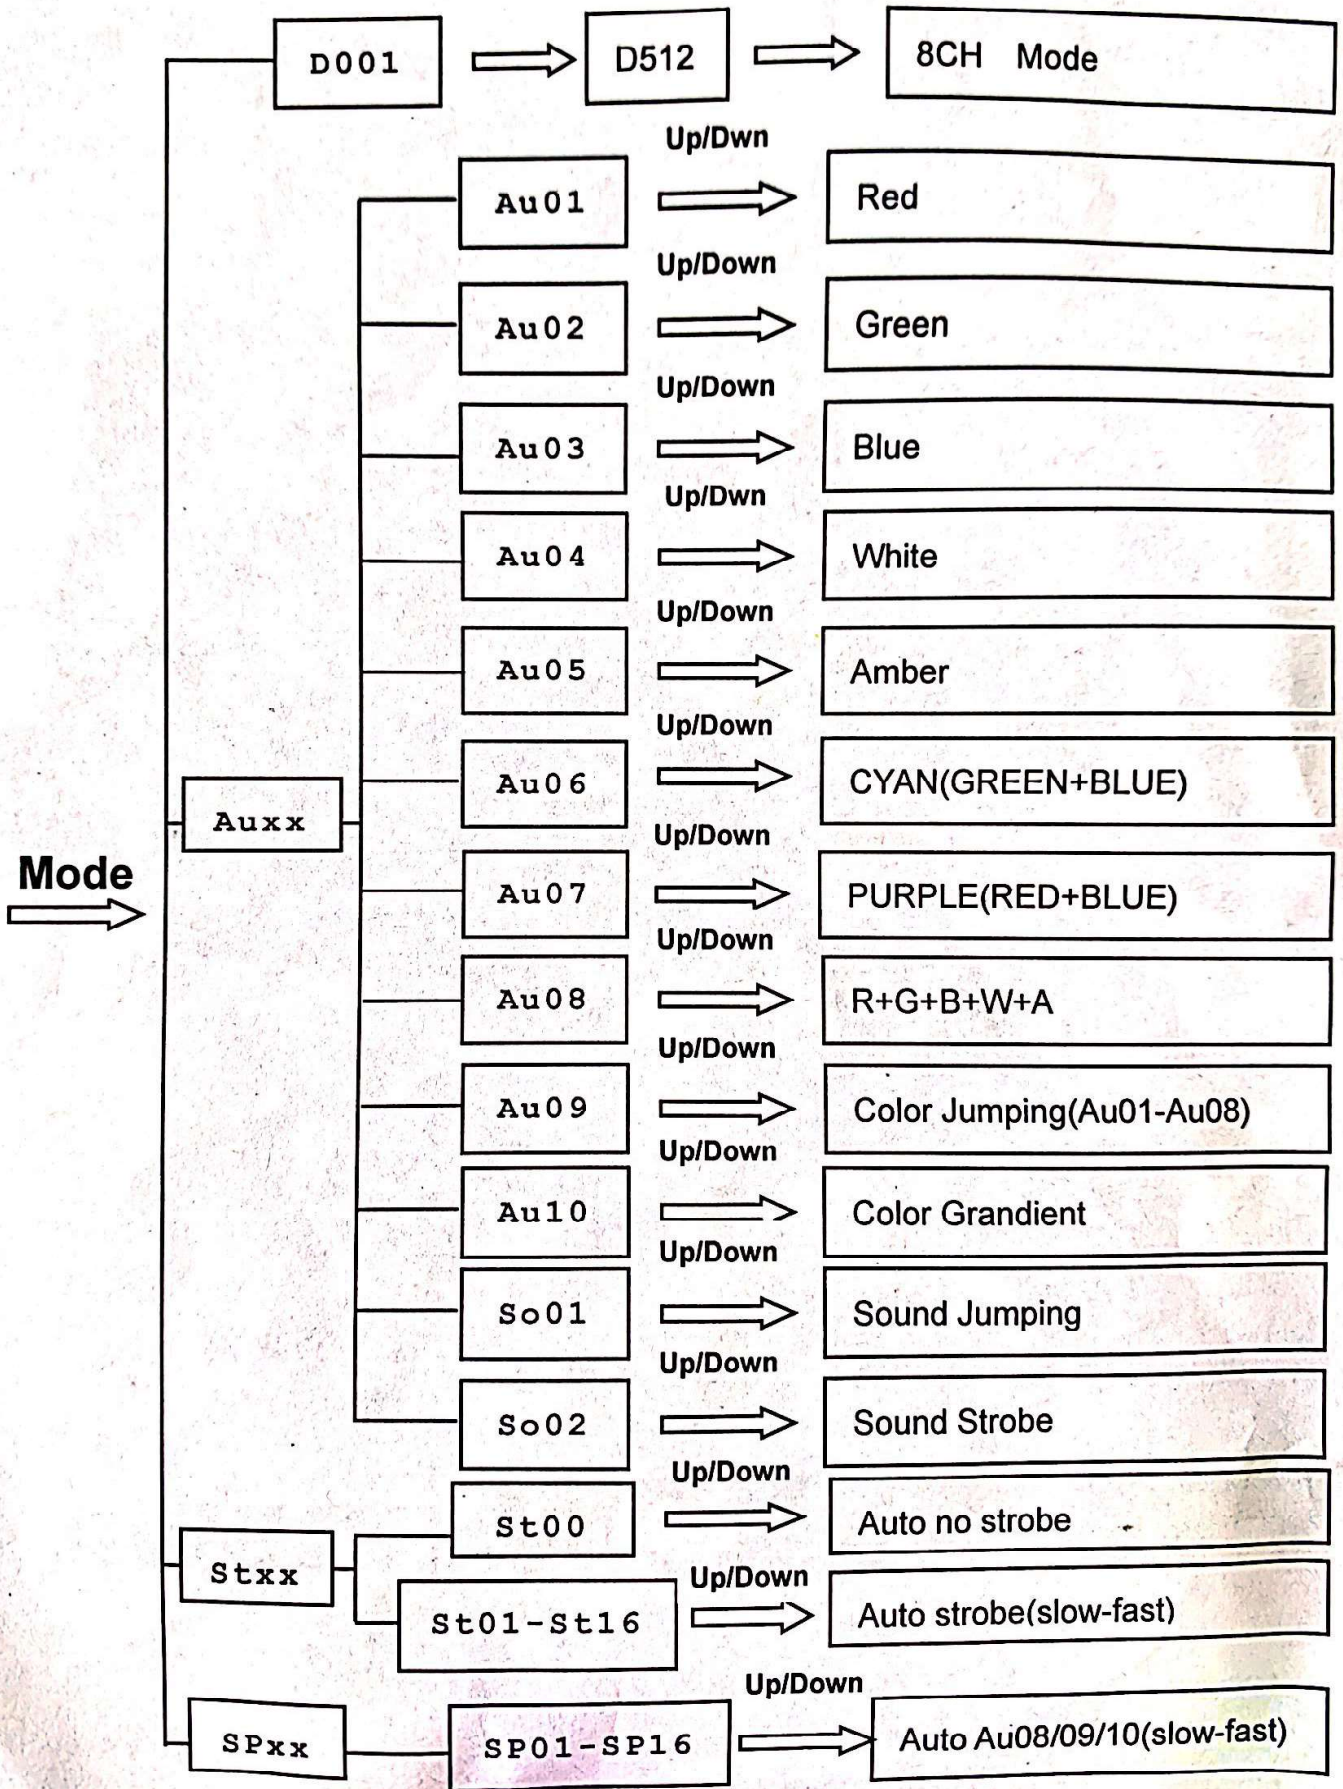 D001 D512 8CH Mode
Up/Dwn
Au01 Red
Up/Down
Au02 Green
Up/Down
Au03 Blue
Up/Dwn
Au04 White
Up/Down
Au05 Amber
Up/Down
Au06 CYAN(GREEN+BLUE)
Auxx
Up/Down
Mode
Au07 PURPLE(RED+BLUE)
Up/Down
Au08 R+G+B+W+A
Up/Down
Au09 Color Jumping(Au01-Au08)
Up/Down
Au10 Color Grandient
Up/Down
So01 Sound Jumping
Up/Down
So02 Sound Strobe
Up/Down
St00 Auto no strobe
Stxx
Up/Down
St01-St16 Auto strobe(slow-fast)
Up/Down
SPxx SP01-SP16 Auto Au08/09/10(slow-fast)